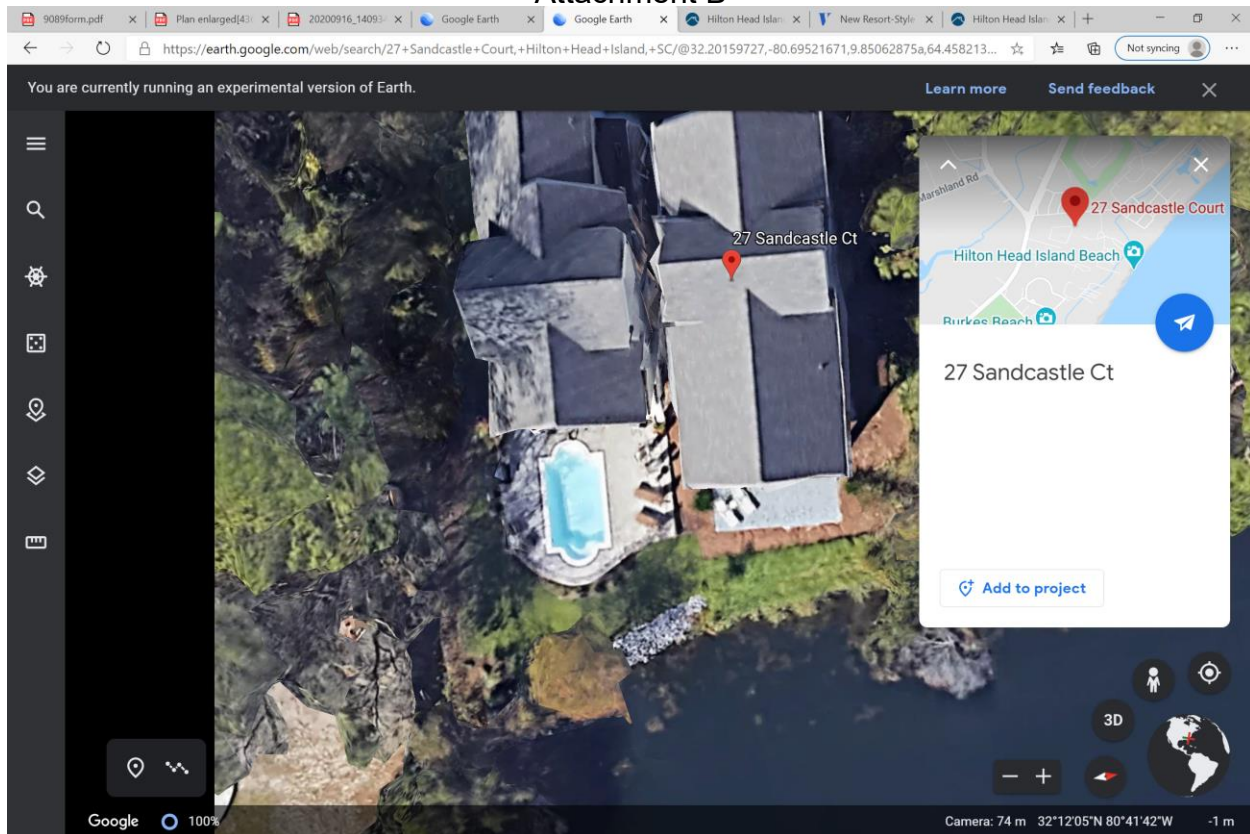 Attachment B
9089form.pdf
Plan enlarged[43(
20200916_14093
Google Earth
Google Earth
Hilton Head Islan
New Resort-Style
Hilton Head Islan
https://earth.google.com/web/search/27+Sandcastle+Court,+Hilton+Head+Island,+SC/@32.20159727,-80.69521671,9.85062875a,64.458213...
Not syncing
You are currently running an experimental version of Earth.
Learn more
Send feedback
Marshland Rd
27 Sandcastle Court
Hilton Head Island Beach
Burkes Beach
27 Sandcastle Ct
27 Sandcastle Ct
Add to project
3D
Google
100%
Camera: 74 m 32°12'05"N 80°41'42"W -1 m